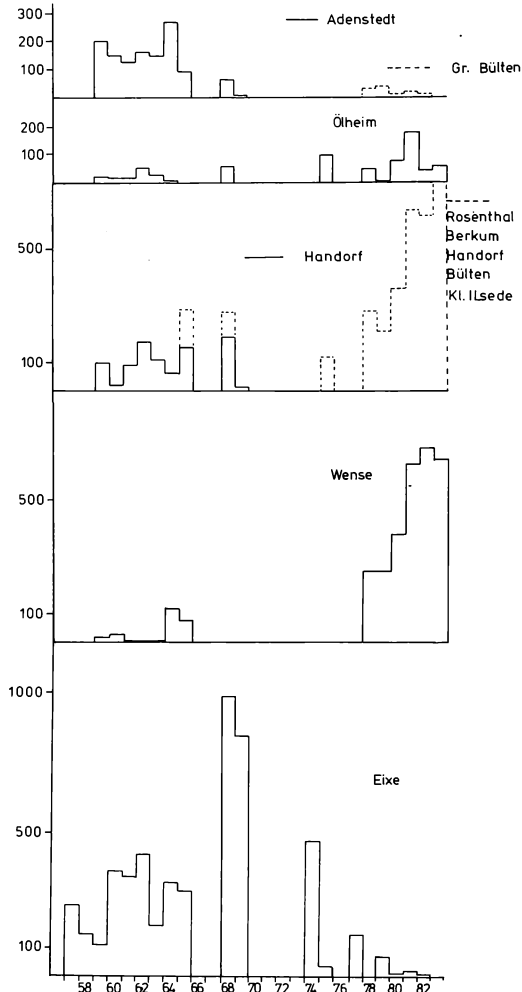 300
Adenstedt
200
100
Gr. Bülten
Ölheim
200
100
Rosenthal
Berkum
500
Handorf
Handorf
Bülten
Kl. ILsede
100
Wense
500
100
1000
Eixe
500
100
58 60 62 64 66 68 70 72 74 76 78 80 82